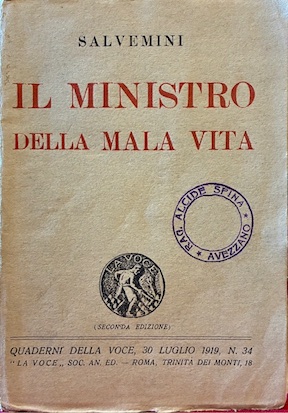 SALVEMINI
IL MINISTRO
DELLA MALA VITA
RAG. ALCIDE SPINA
* AVEZZANO *
LA VOCE
(SECONDA EDIZIONE)
QUADERNI DELLA VOCE, 30 LUGLIO 1919, N. 34
"LA VOCE„ SOC. AN. ED. — ROMA, TRINITA DEI MONTI, 18